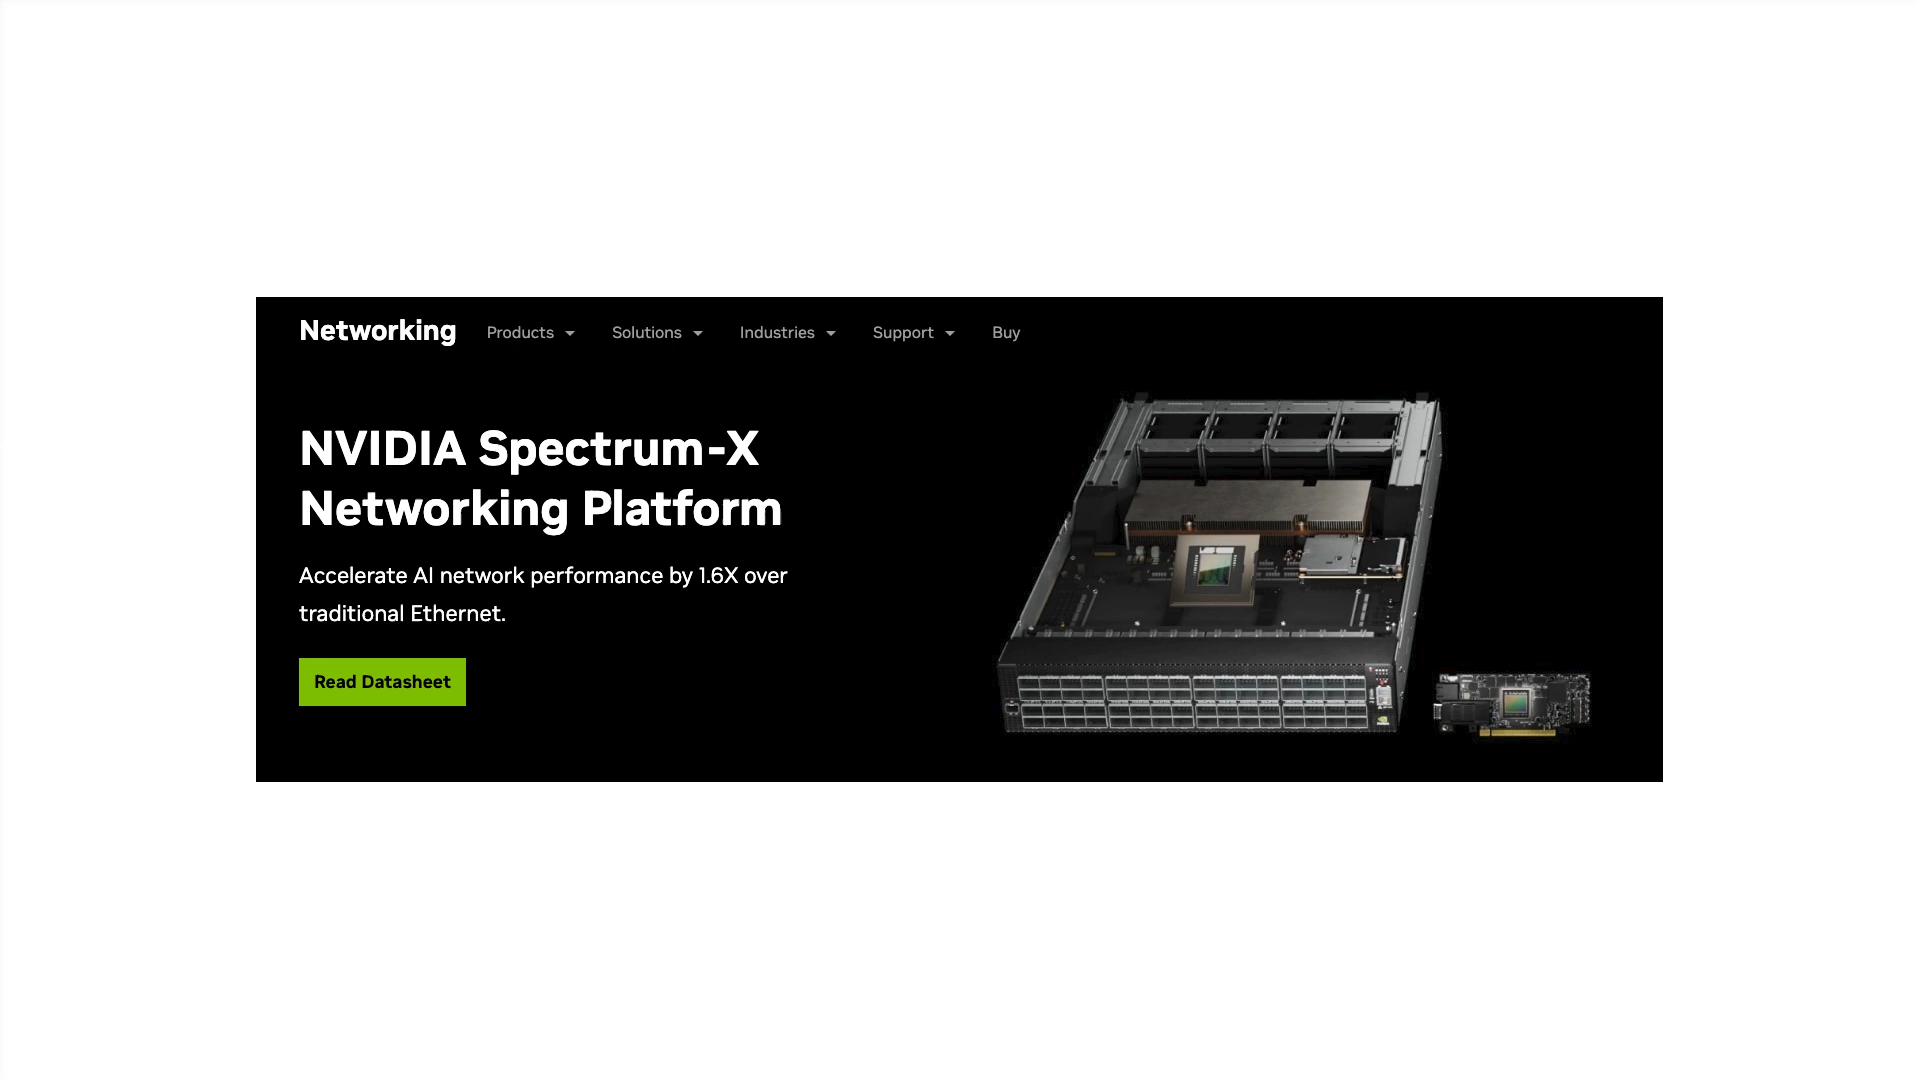 Networking Products Solutions Industries Support Buy
NVIDIA Spectrum-X
Networking Platform
Accelerate AI network performance by 1.6X over
traditional Ethernet.
Read Datasheet